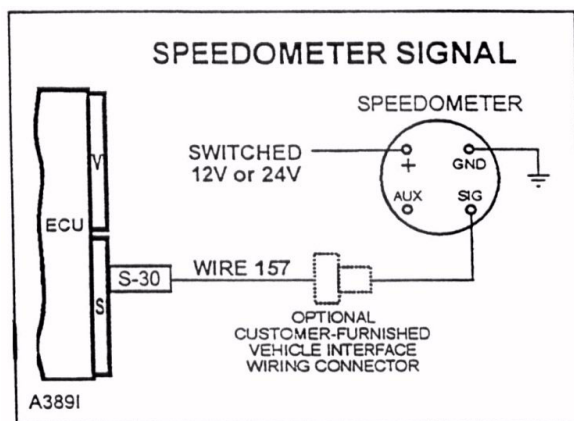 SPEEDOMETER SIGNAL
SPEEDOMETER
SWITCHED
12V or 24V
+
GND
AUX
SIG
V
ECU
S
S-30
WIRE 157
OPTIONAL
CUSTOMER-FURNISHED
VEHICLE INTERFACE
WIRING CONNECTOR
A389I